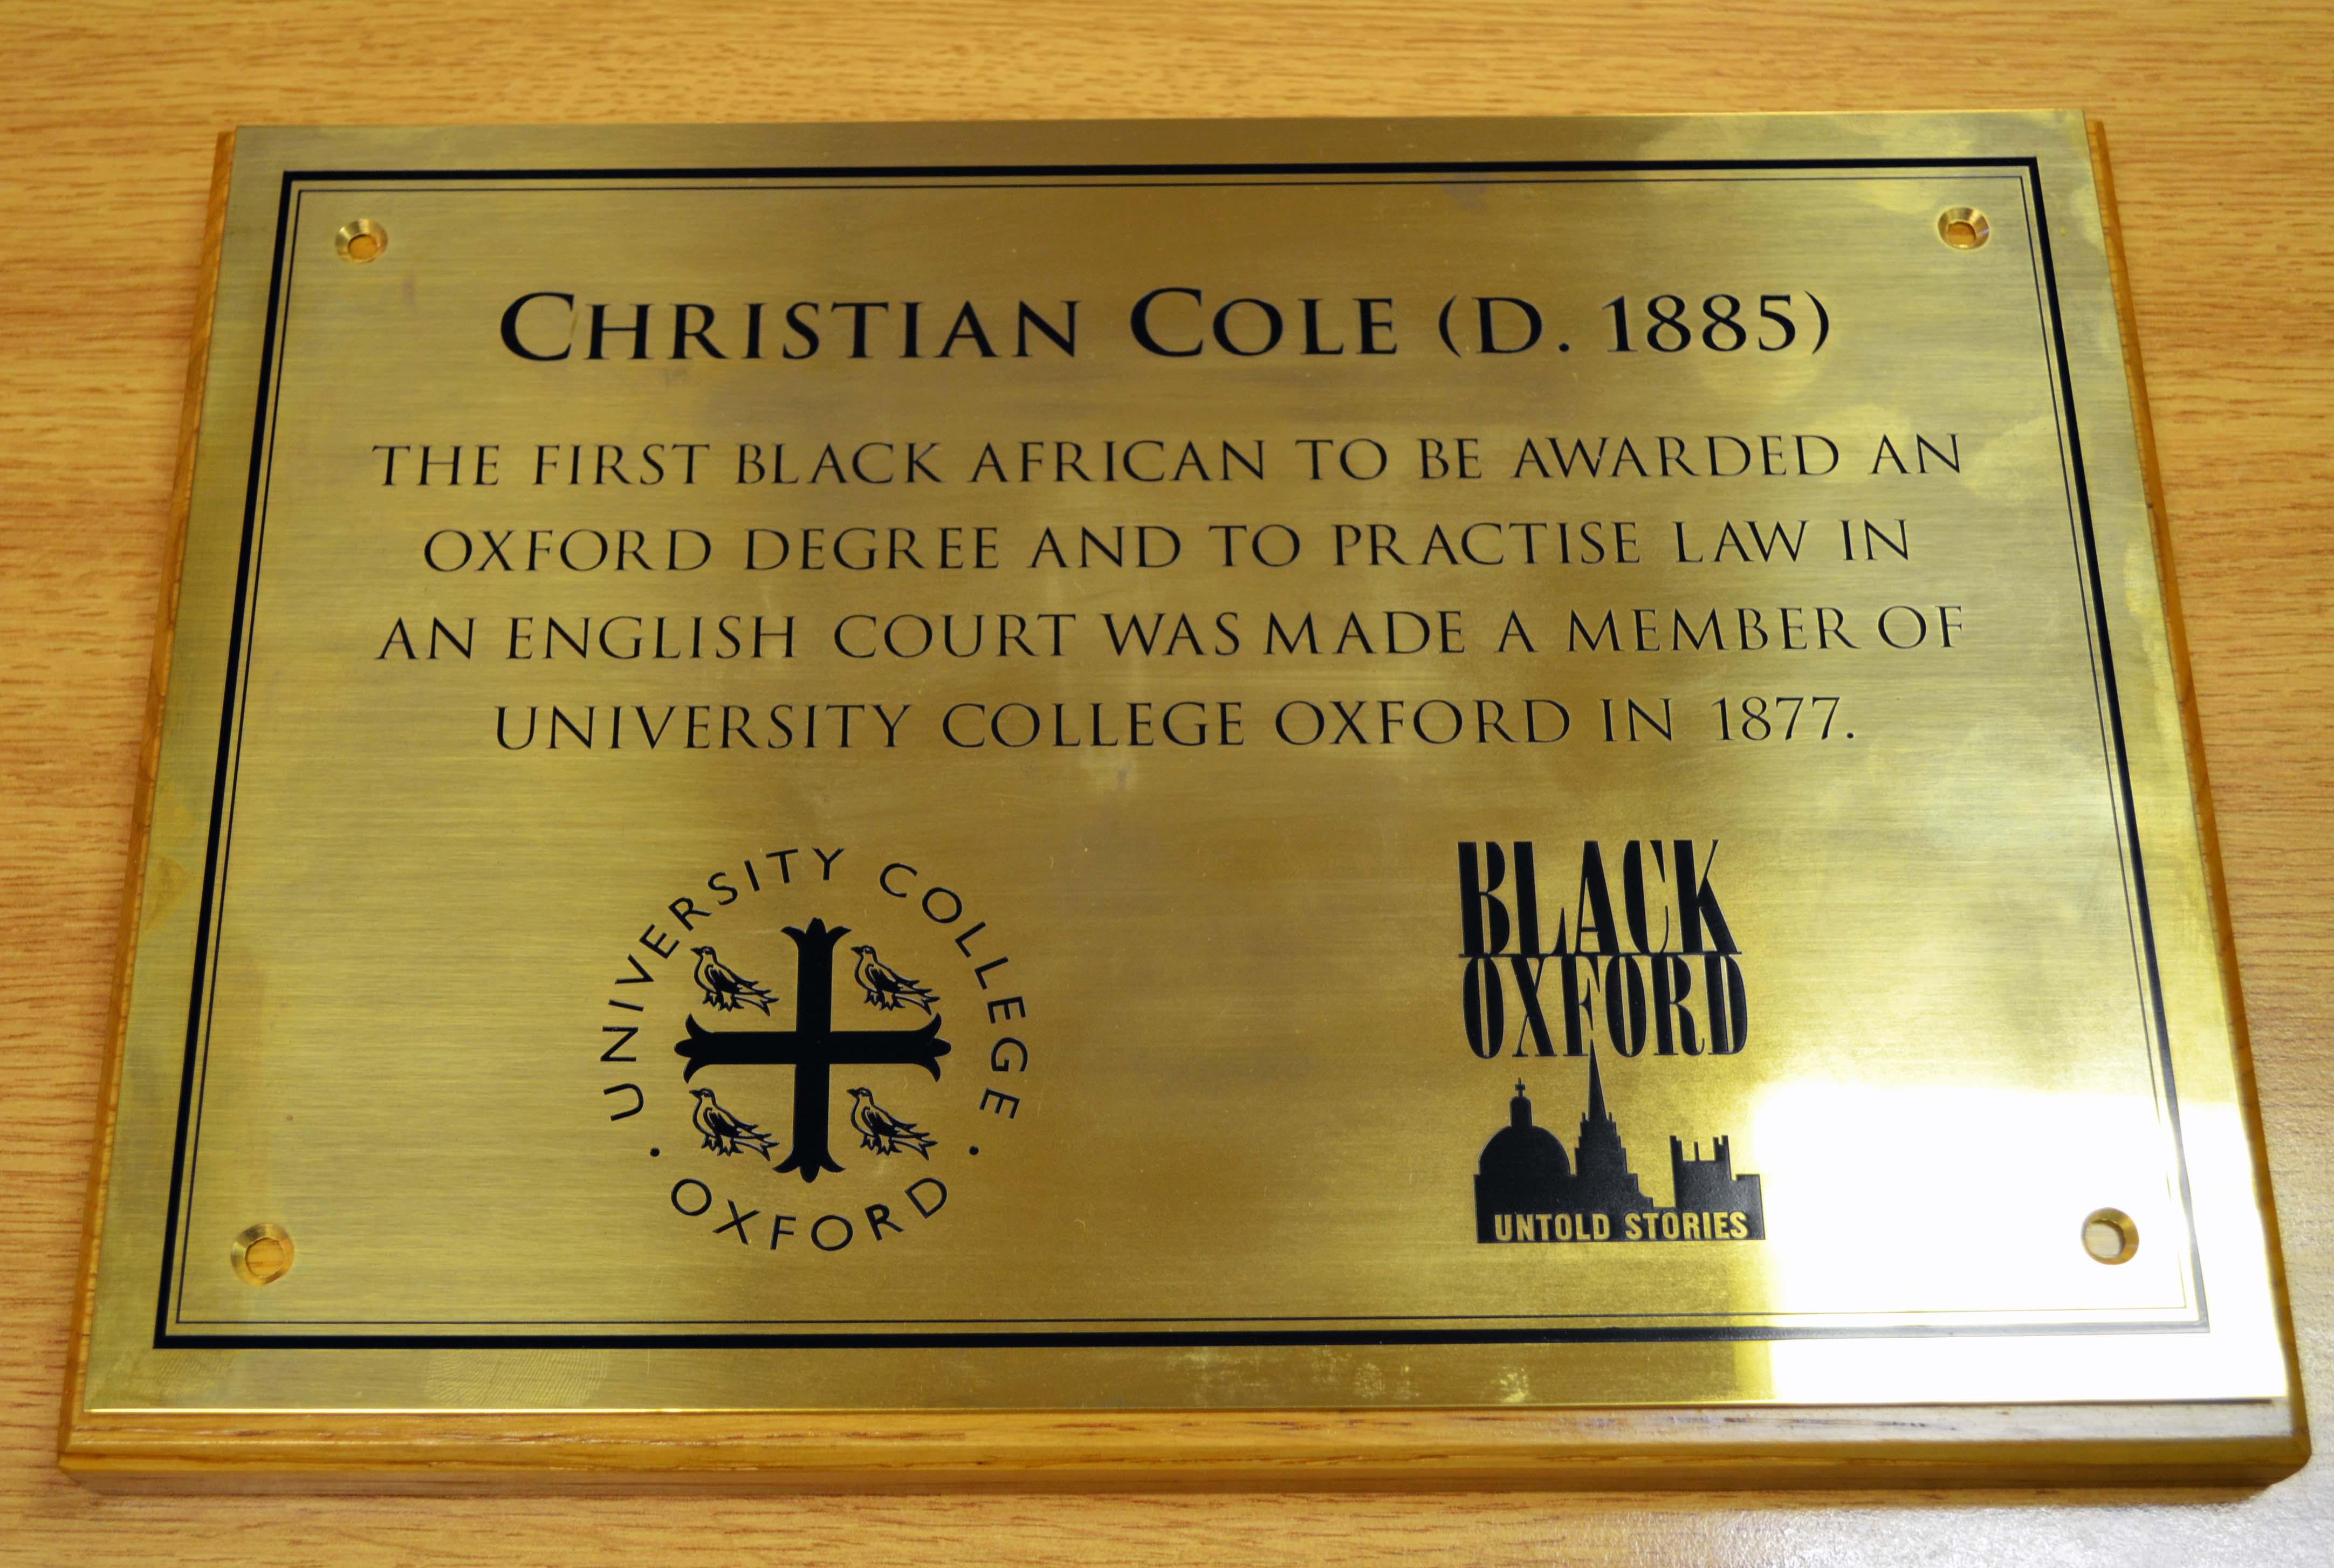 CHRISTIAN COLE (D. 1885)
THE FIRST BLACK AFRICAN TO BE AWARDED AN
OXFORD DEGREE AND TO PRACTISE LAW IN
AN ENGLISH COURT WAS MADE A MEMBER OF
UNIVERSITY COLLEGE OXFORD IN 1877.
UNIVERSITY COLLEGE
· OXFORD ·
BLACK
OXFORD
UNTOLD STORIES